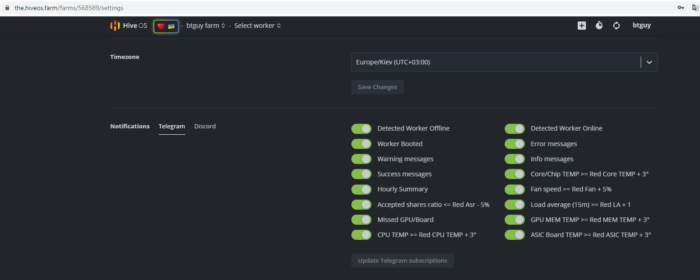 the.hiveos.farm/farms/568589/settings
Hive OS btguy farm Select worker btguy
Timezone Europe/Kiev (UTC+03:00)
Save Changes
Notifications Telegram Discord Detected Worker Offline Detected Worker Online
Worker Booted Error messages
Warning messages Info messages
Success messages Core/Chip TEMP >= Red Core TEMP + 3°
Hourly Summary Fan speed >= Red Fan + 5%
Accepted shares ratio <= Red Asr - 5% Load average (15m) >= Red LA + 1
Missed GPU/Board GPU MEM TEMP >= Red MEM TEMP + 3°
CPU TEMP >= Red CPU TEMP + 3° ASIC Board TEMP >= Red ASIC TEMP + 3°
Update Telegram subscriptions